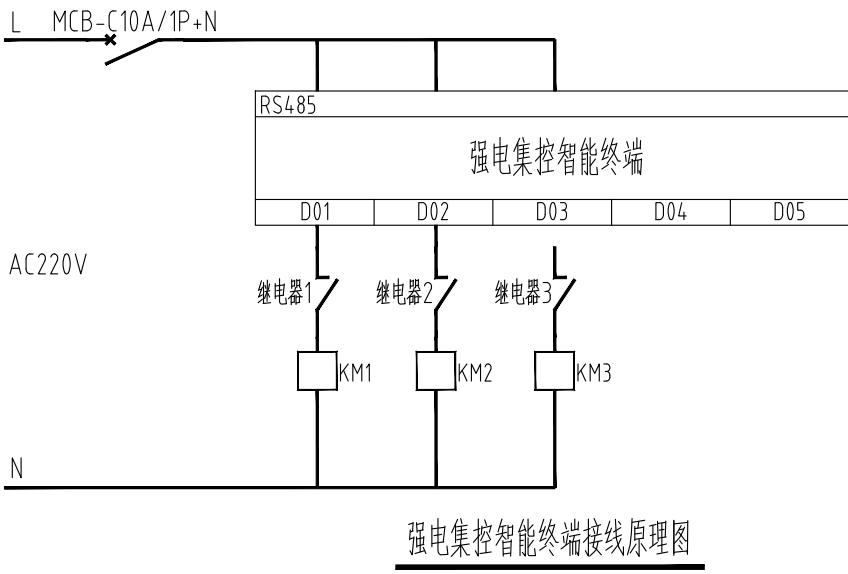 L MCB-C10A/1P+N
RS485
强电集控智能终端
D01 D02 D03 D04 D05
AC220V
继电器1 继电器2 继电器3
KM1 KM2 KM3
N
强电集控智能终端接线原理图